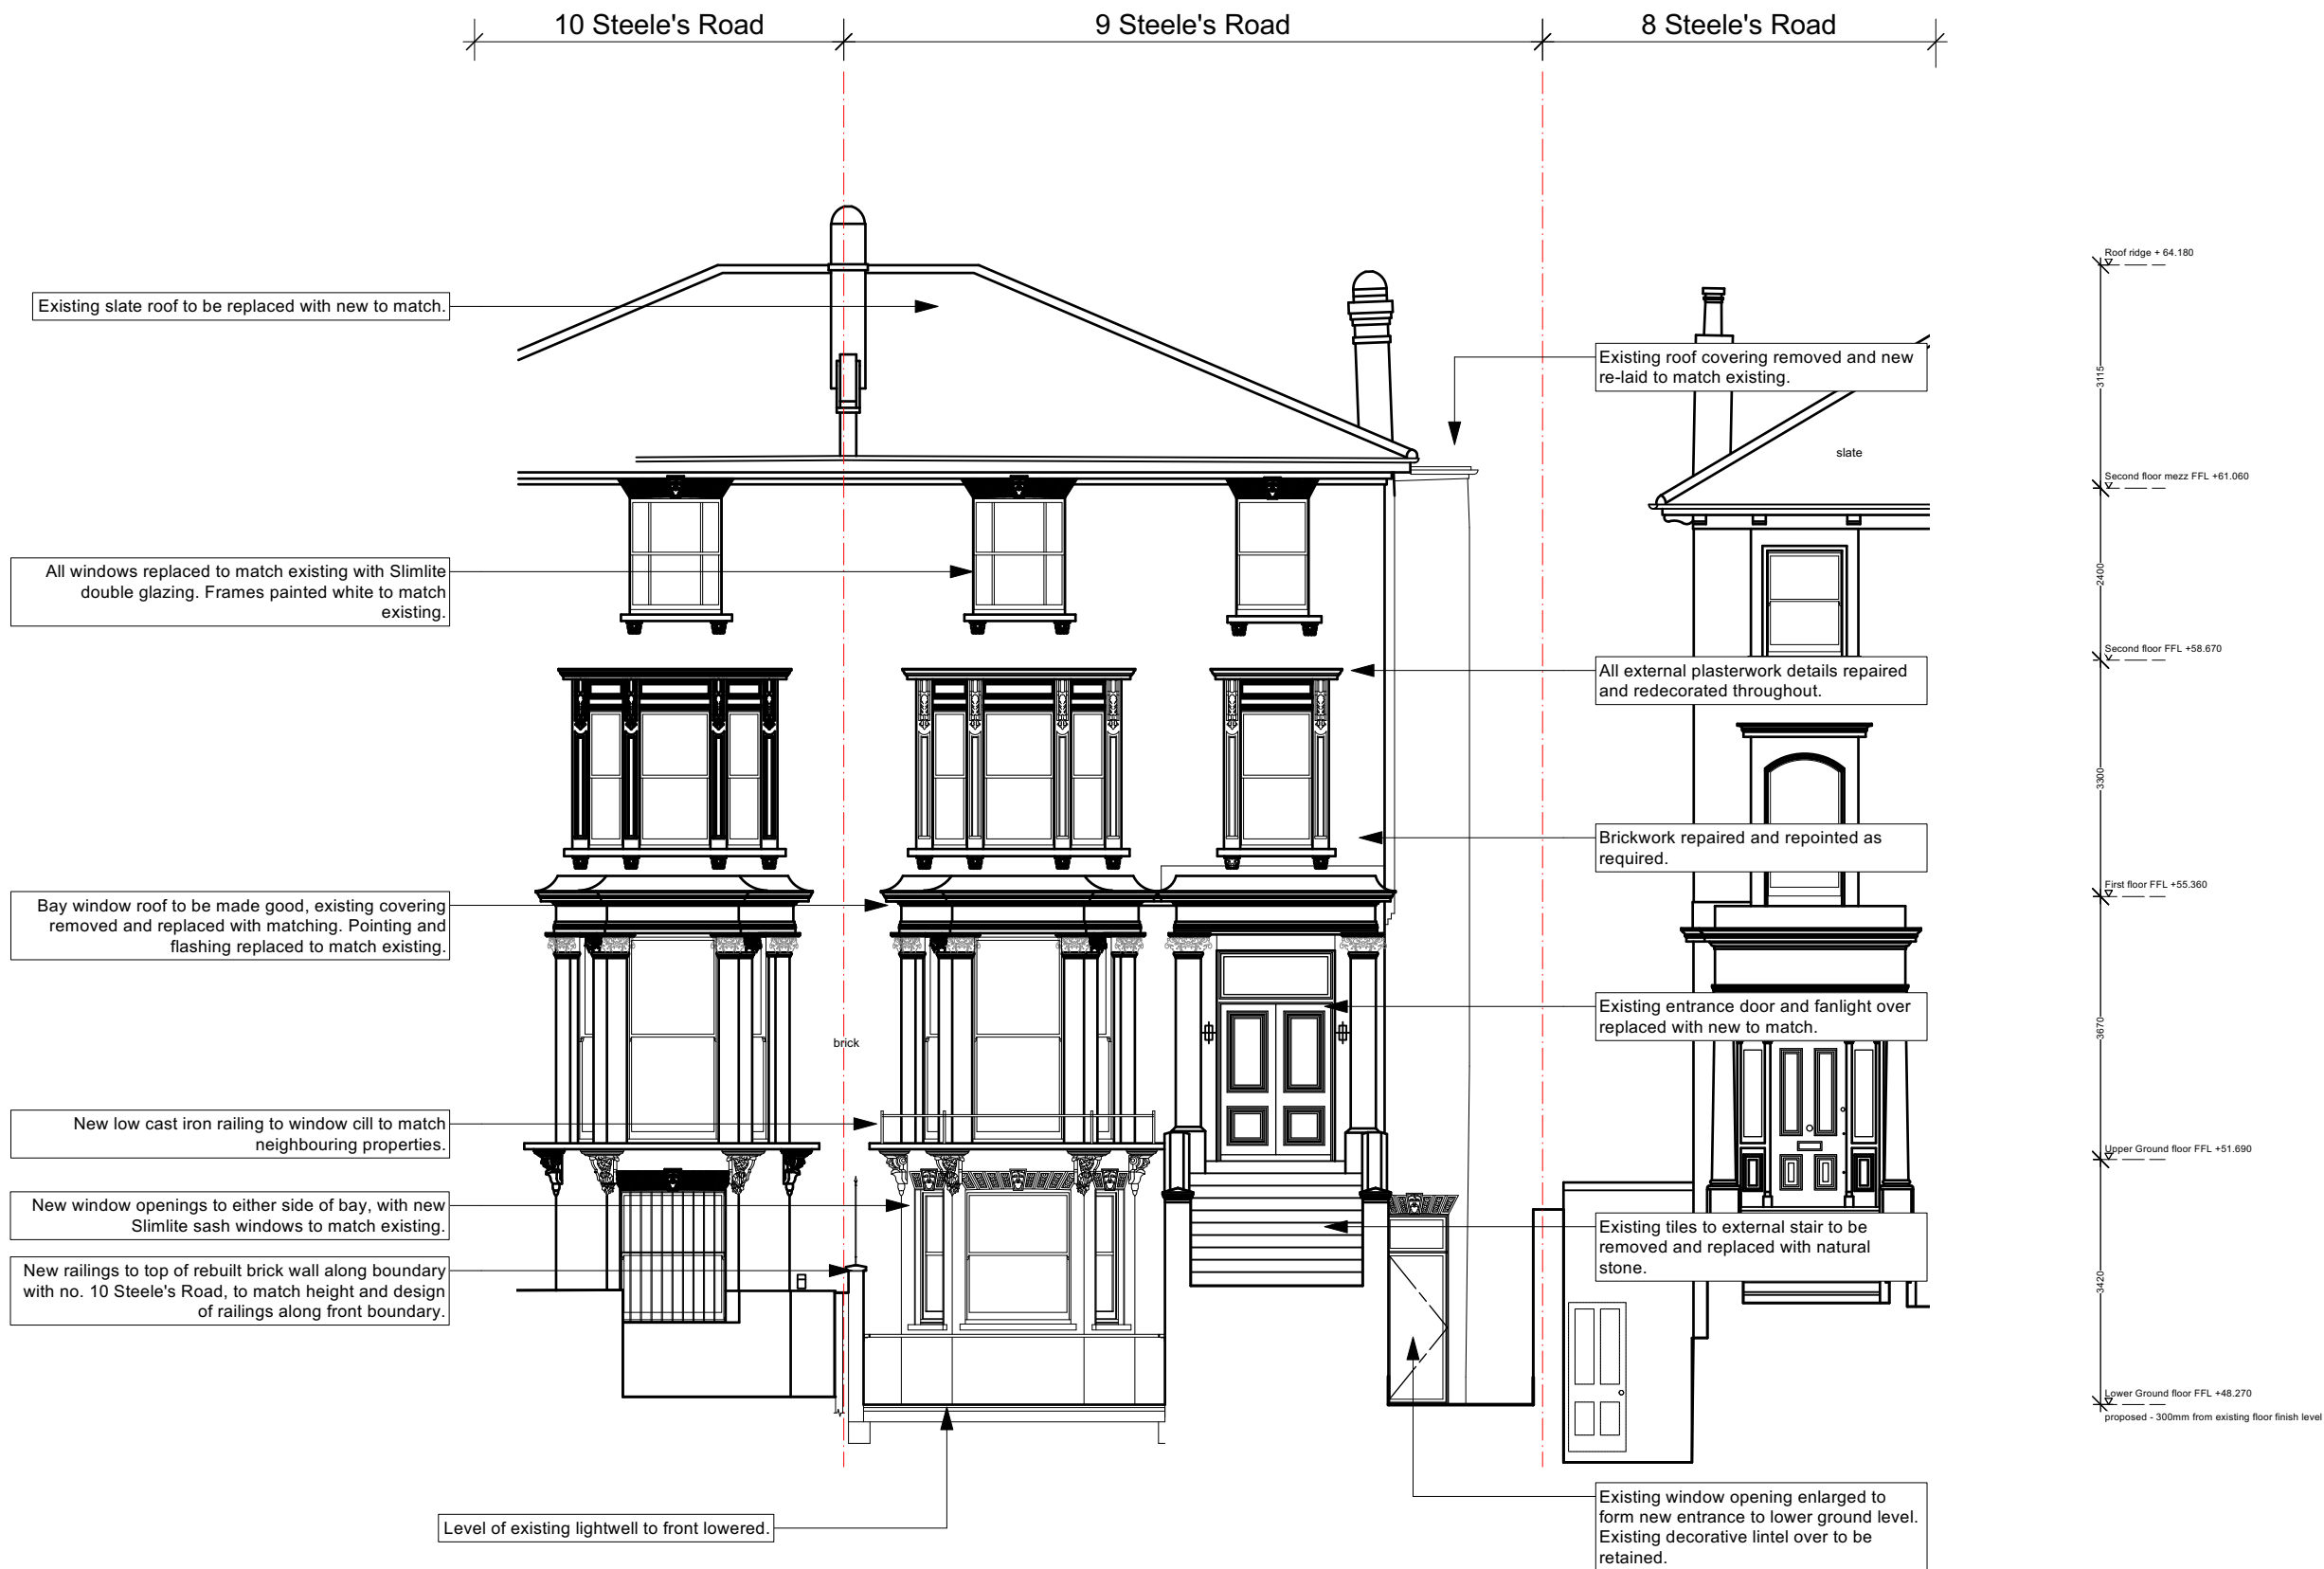 10 Steele's Road
9 Steele's Road
8 Steele's Road
Existing slate roof to be replaced with new to match.
All windows replaced to match existing with Slimlite
double glazing. Frames painted white to match
existing.
Bay window roof to be made good, existing covering
removed and replaced with matching. Pointing and
flashing replaced to match existing.
New low cast iron railing to window cill to match
neighbouring properties.
New window openings to either side of bay, with new
Slimlite sash windows to match existing.
New railings to top of rebuilt brick wall along boundary
with no. 10 Steele's Road, to match height and design
of railings along front boundary.
Level of existing lightwell to front lowered.
brick
Existing roof covering removed and new
re-laid to match existing.
slate
All external plasterwork details repaired
and redecorated throughout.
Brickwork repaired and repointed as
required.
Existing entrance door and fanlight over
replaced with new to match.
Existing tiles to external stair to be
removed and replaced with natural
stone.
Existing window opening enlarged to
form new entrance to lower ground level.
Existing decorative lintel over to be
retained.
Roof ridge + 64.180
3115
Second floor mezz FFL +61.060
2400
Second floor FFL +58.670
3300
First floor FFL +55.360
3670
Upper Ground floor FFL +51.690
3420
Lower Ground floor FFL +48.270
proposed - 300mm from existing floor finish level